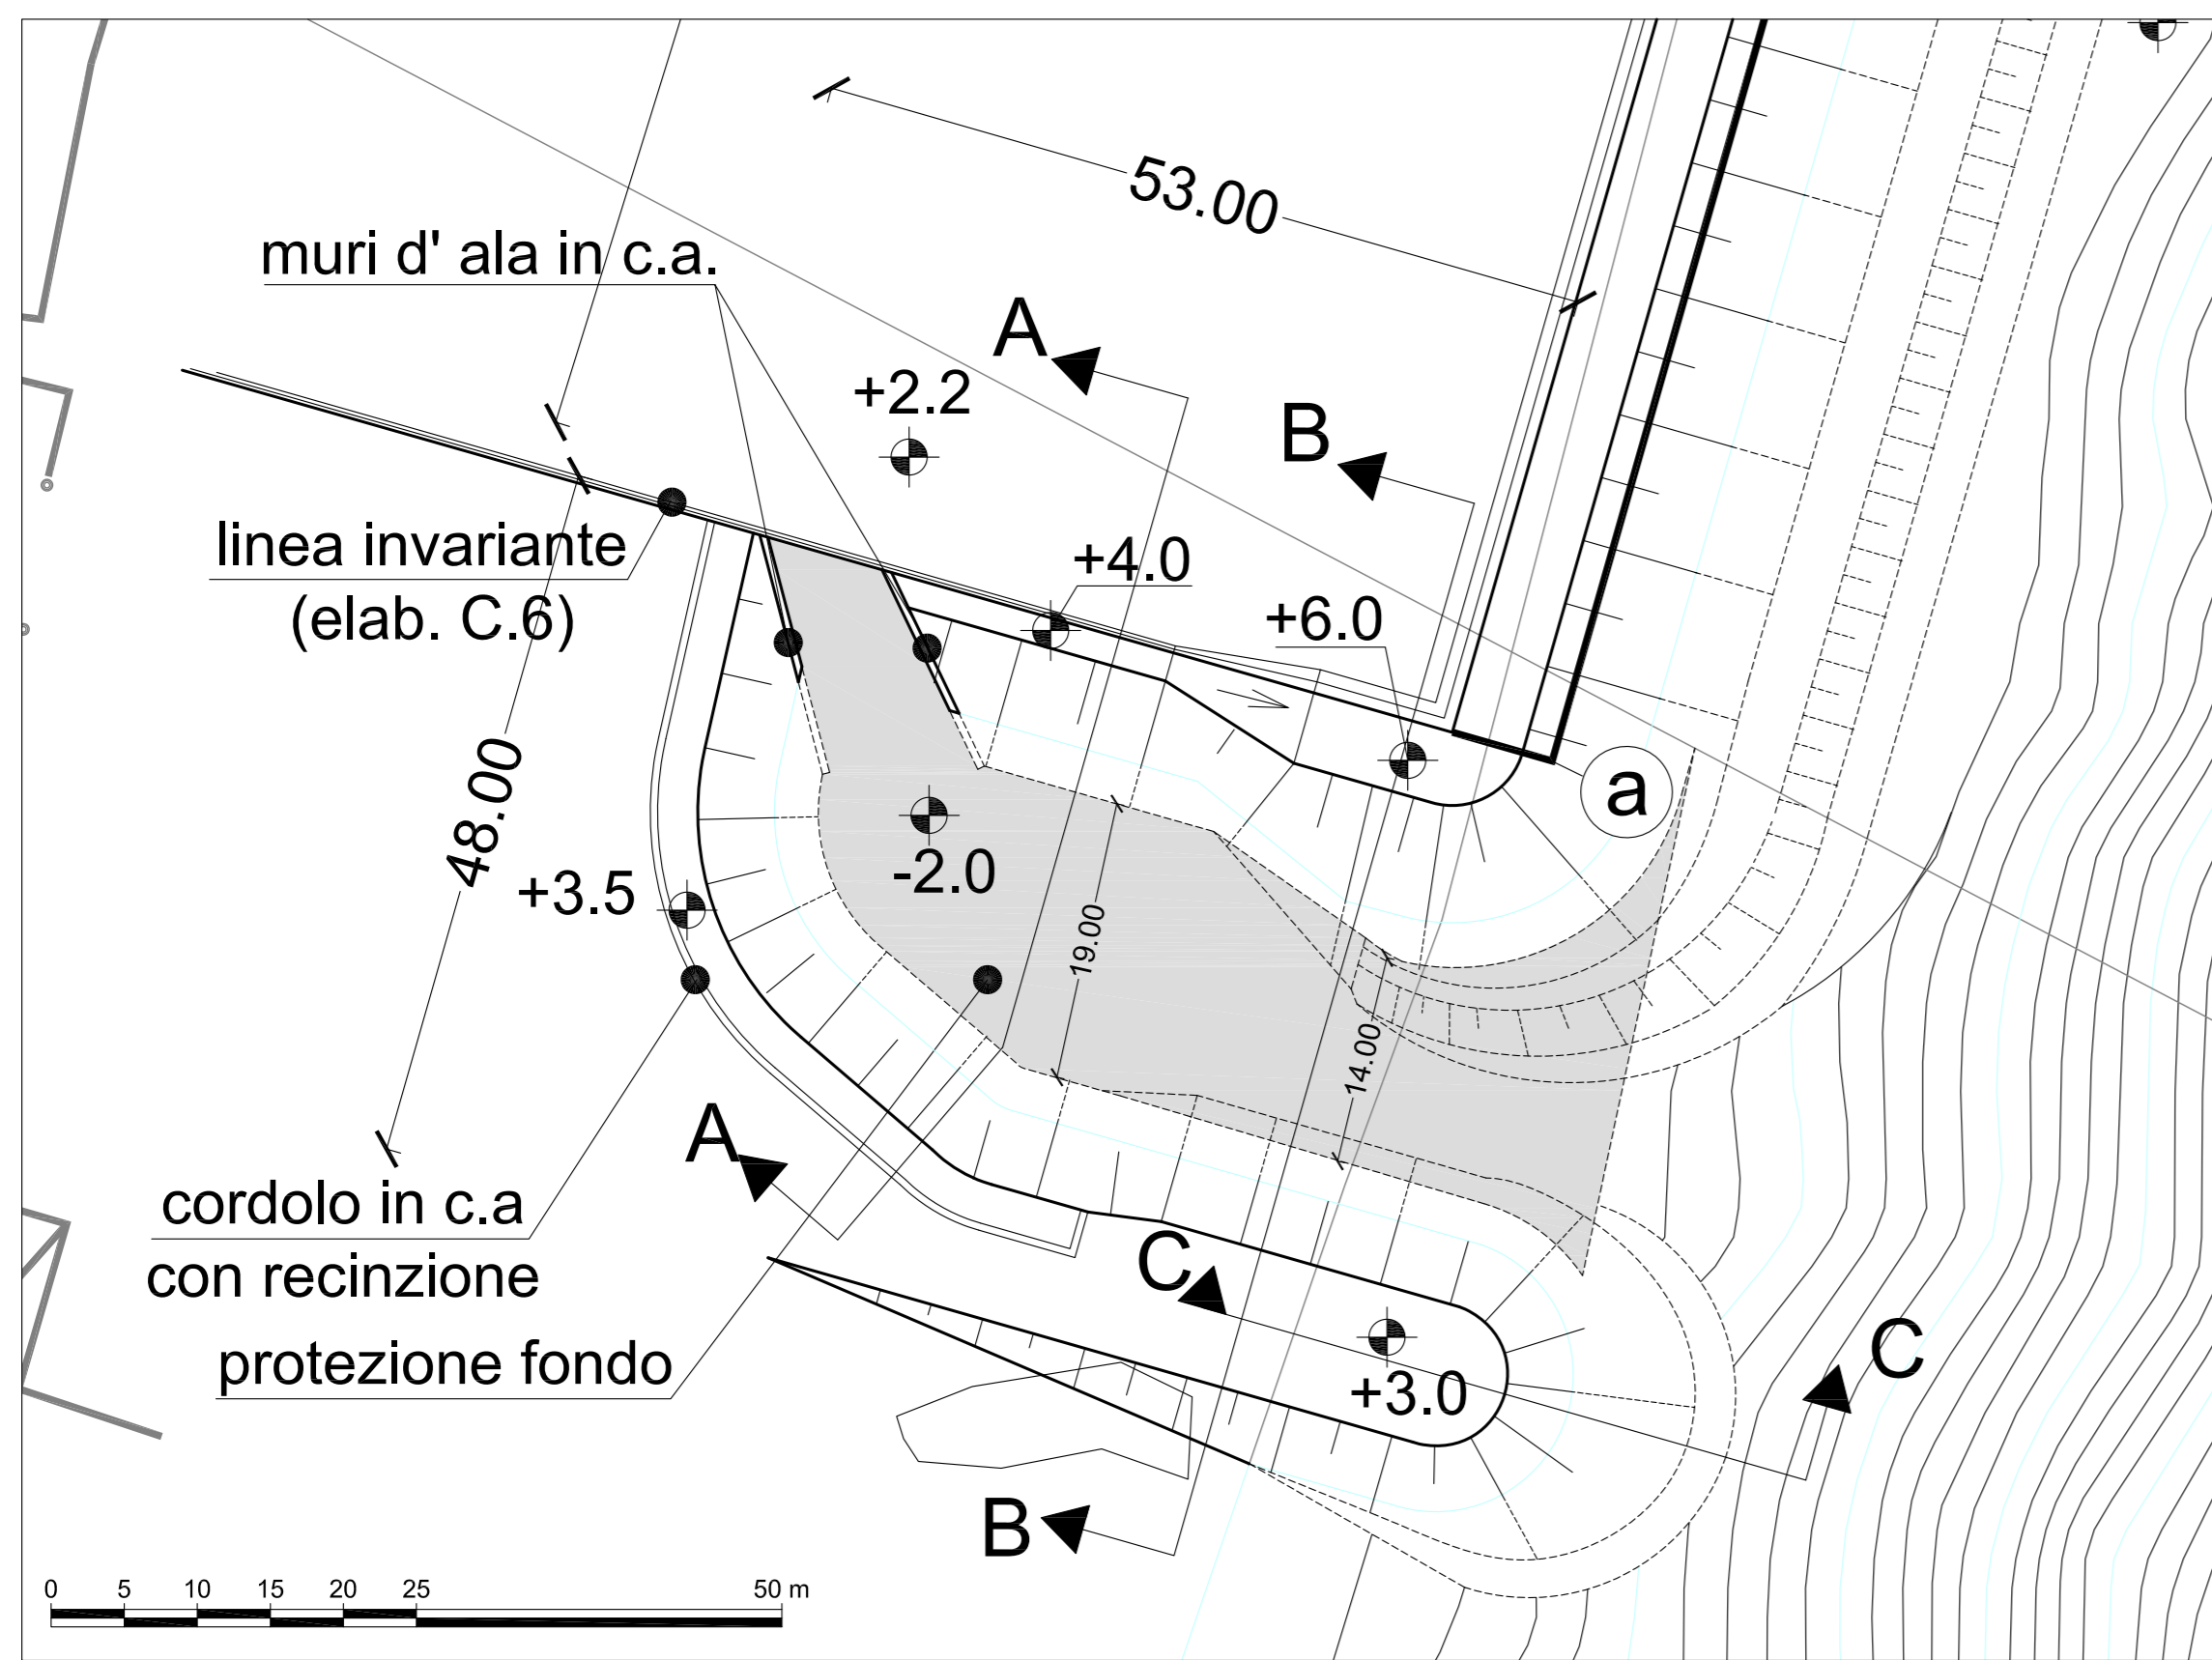 53.00
muri d' ala in c.a.
A
+2.2
B
linea invariante
(elab. C.6)
+4.0
+6.0
a
48.00
-2.0
+3.5
19.00
14.00
A
cordolo in c.a
con recinzione
protezione fondo
C
+3.0
C
B
0 5 10 15 20 25 50 m